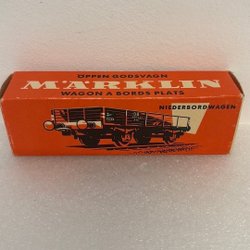 ÖPPEN GODSVAGN
MÄRKLIN
WAGON A BORDS PLATS
NIEDERBORDWAGEN